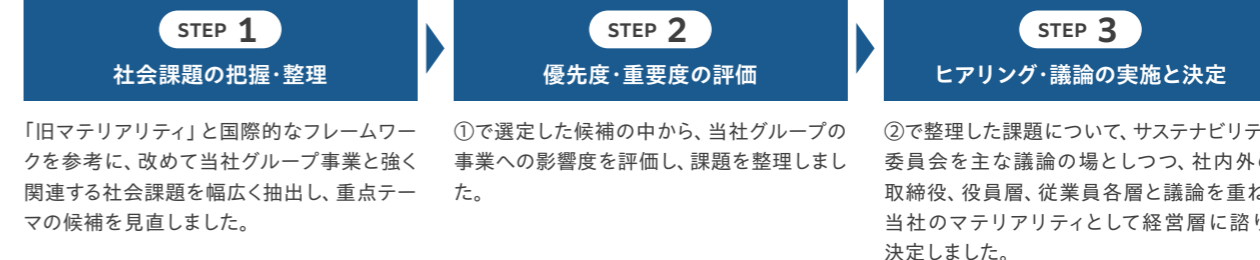 STEP 1
社会課題の把握・整理
「旧マテリアリティ」と国際的なフレームワー
クを参考に、改めて当社グループ事業と強く
関連する社会課題を幅広く抽出し、重点テー
マの候補を見直しました。
STEP 2
優先度・重要度の評価
①で選定した候補の中から、当社グループの
事業への影響度を評価し、課題を整理しまし
た。
STEP 3
ヒアリング・議論の実施と決定
②で整理した課題について、サステナビリテ
委員会を主な議論の場としつつ、社内外
取締役、役員層、従業員各層と議論を重ね
当社のマテリアリティとして経営層に諮り
決定しました。